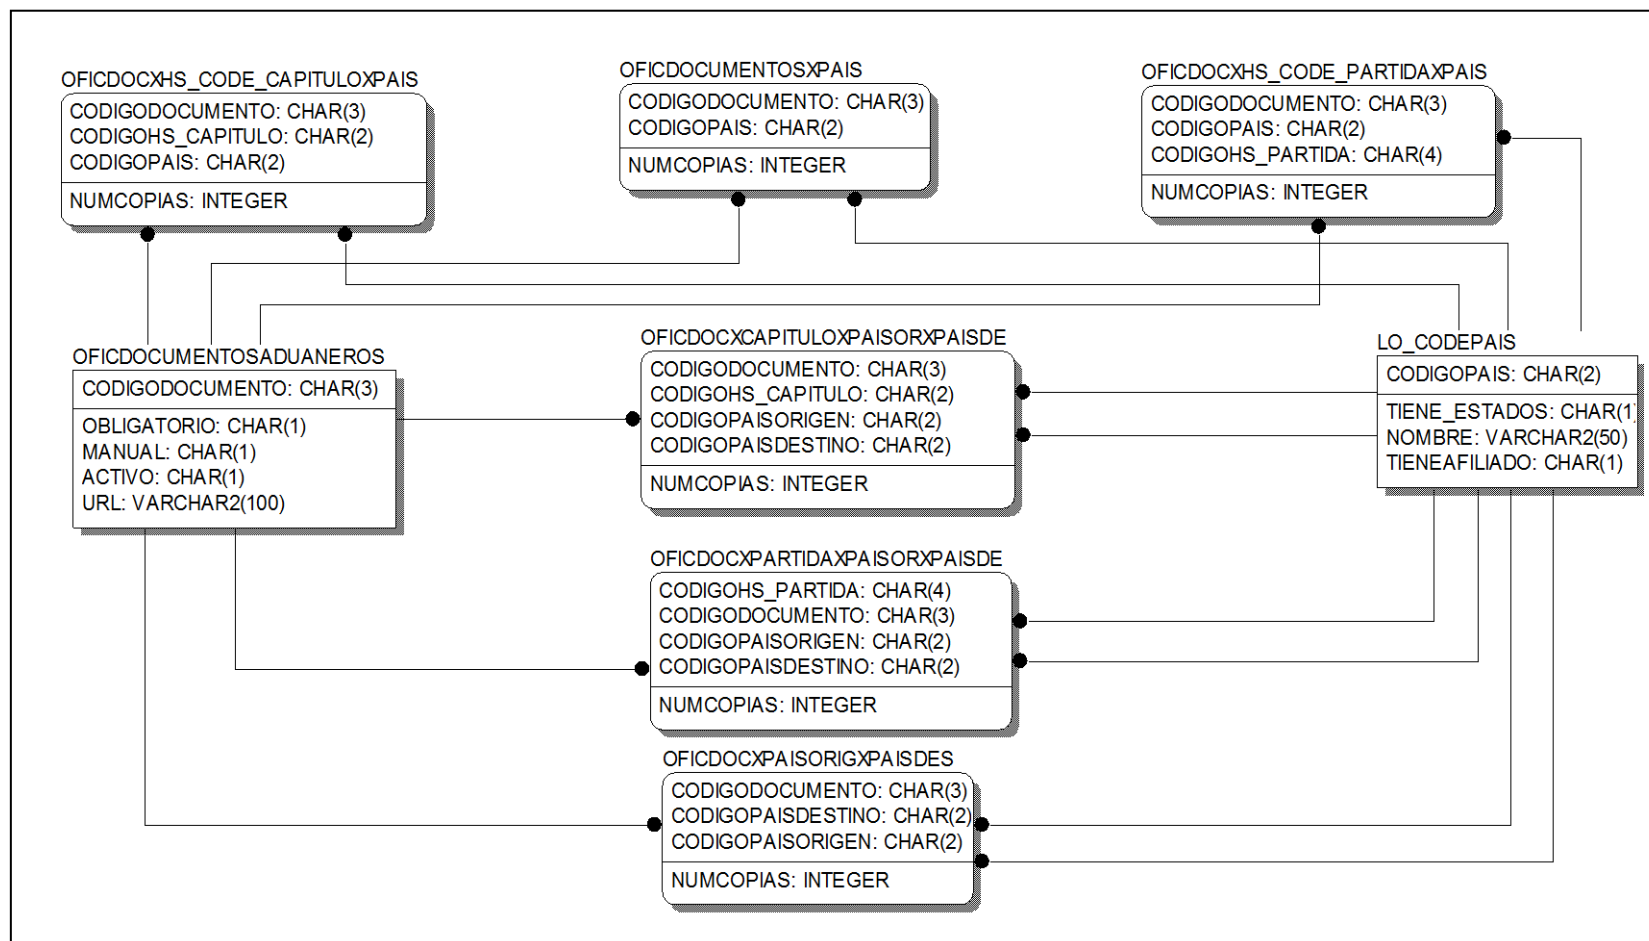 OFICDOCXHS_CODE_CAPITULOXPAIS
CODIGODOCUMENTO: CHAR(3)
CODIGOHS_CAPITULO: CHAR(2)
CODIGOPAIS: CHAR(2)
NUMCOPIAS: INTEGER
OFICDOCUMENTOSXPAIS
CODIGODOCUMENTO: CHAR(3)
CODIGOPAIS: CHAR(2)
NUMCOPIAS: INTEGER
OFICDOCXHS_CODE_PARTIDAXPAIS
CODIGODOCUMENTO: CHAR(3)
CODIGOPAIS: CHAR(2)
CODIGOHS_PARTIDA: CHAR(4)
NUMCOPIAS: INTEGER
OFICDOCUMENTOSADUANEROS
CODIGODOCUMENTO: CHAR(3)
OBLIGATORIO: CHAR(1)
MANUAL: CHAR(1)
ACTIVO: CHAR(1)
URL: VARCHAR2(100)
OFICDOCXCAPITULOXPAISORXPAISDE
CODIGODOCUMENTO: CHAR(3)
CODIGOHS_CAPITULO: CHAR(2)
CODIGOPAISORIGEN: CHAR(2)
CODIGOPAISDESTINO: CHAR(2)
NUMCOPIAS: INTEGER
LO_CODEPAIS
CODIGOPAIS: CHAR(2)
TIENE_ESTADOS: CHAR(1)
NOMBRE: VARCHAR2(50)
TIENEAFILIADO: CHAR(1)
OFICDOCXPARTIDAXPAISORXPAISDE
CODIGOHS_PARTIDA: CHAR(4)
CODIGODOCUMENTO: CHAR(3)
CODIGOPAISORIGEN: CHAR(2)
CODIGOPAISDESTINO: CHAR(2)
NUMCOPIAS: INTEGER
OFICDOCXPAISORIGXPAISDES
CODIGODOCUMENTO: CHAR(3)
CODIGOPAISDESTINO: CHAR(2)
CODIGOPAISORIGEN: CHAR(2)
NUMCOPIAS: INTEGER